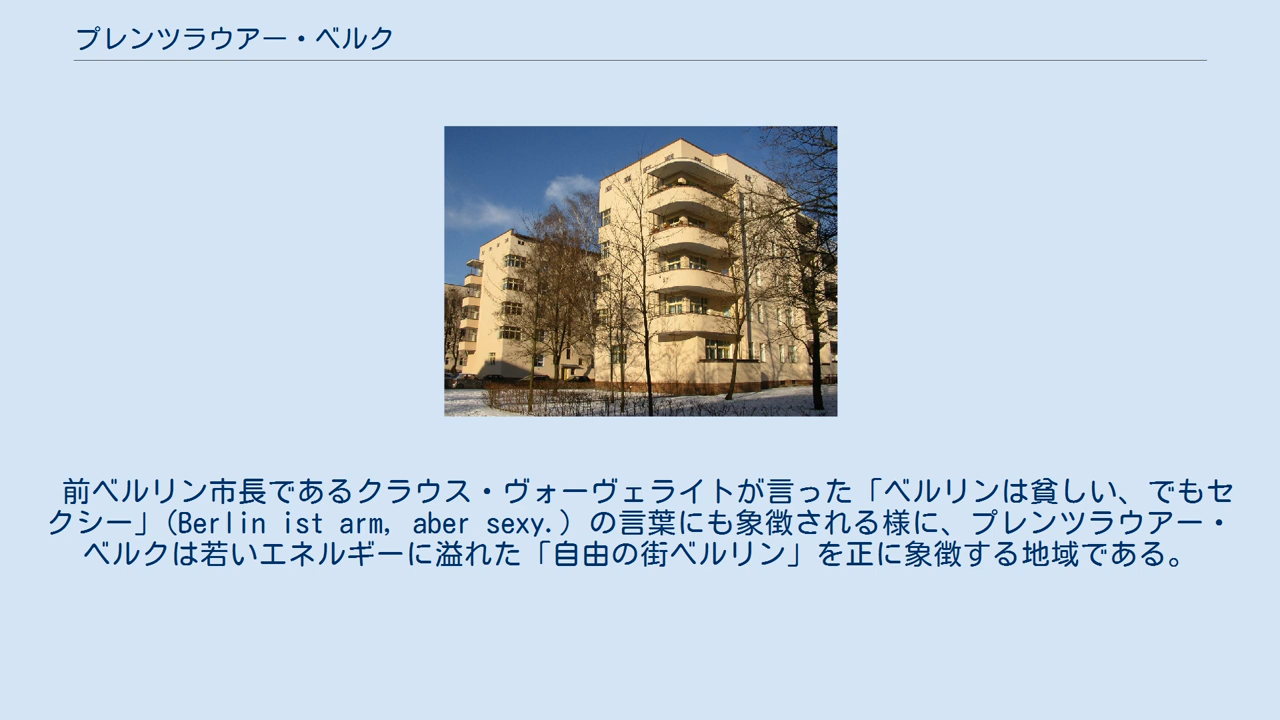 プレンツラウアー・ベルク
前ベルリン市長であるクラウス・ヴォーヴェライトが言った「ベルリンは貧しい、でもセ
クシー」(Berlin ist arm, aber sexy.) の言葉にも象徴される様に、プレンツラウアー・
ベルクは若いエネルギーに溢れた「自由の街ベルリン」を正に象徴する地域である。